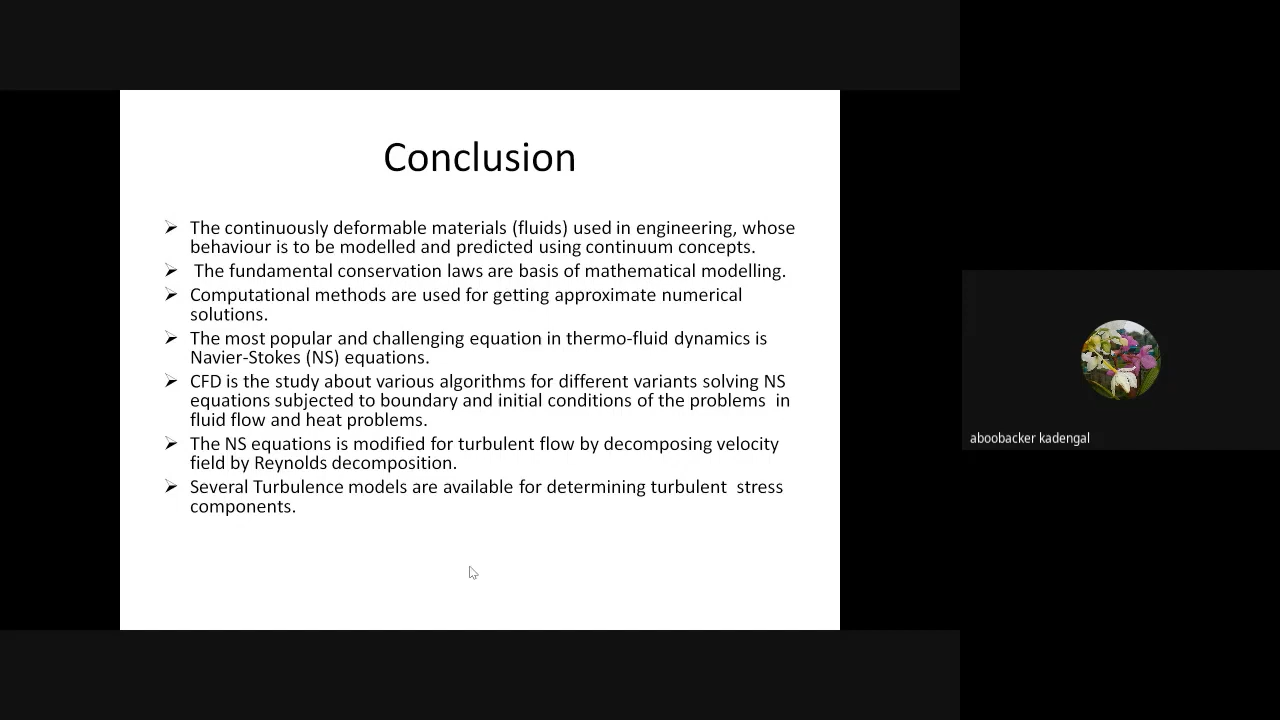 Conclusion
➢ The continuously deformable materials (fluids) used in engineering, whose
behaviour is to be modelled and predicted using continuum concepts.
➢ The fundamental conservation laws are basis of mathematical modelling.
➢ Computational methods are used for getting approximate numerical
solutions.
➢ The most popular and challenging equation in thermo-fluid dynamics is
Navier-Stokes (NS) equations.
➢ CFD is the study about various algorithms for different variants solving NS
equations subjected to boundary and initial conditions of the problems in
fluid flow and heat problems.
➢ The NS equations is modified for turbulent flow by decomposing velocity
field by Reynolds decomposition.
➢ Several Turbulence models are available for determining turbulent stress
components.
aboobacker kadengal